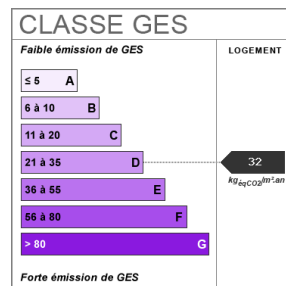 CLASSE GES
Faible émission de GES
LOGEMENT
≤ 5 A
6 à 10 B
11 à 20 C
21 à 35 D
32
kgéqCO2/m².an
36 à 55 E
56 à 80 F
> 80 G
Forte émission de GES